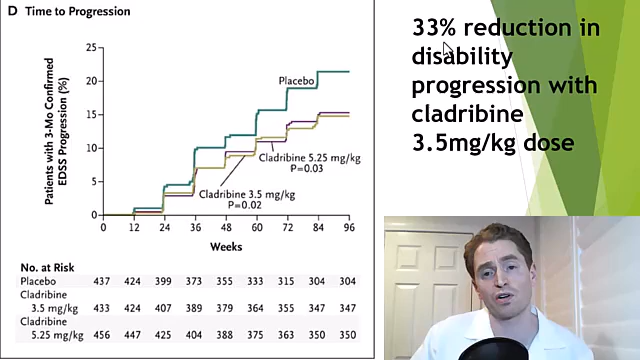 D Time to Progression
33% reduction in
disability
progression with
cladribine
3.5mg/kg dose
Patients with 3-Mo Confirmed
EDSS Progression (%)
25
20
15
10
5
0
Placebo
Cladribine 5.25 mg/kg
P=0.03
Cladribine 3.5 mg/kg
P=0.02
0 12 24 36 48 60 72 84 96
Weeks
No. at Risk
Placebo 437 424 399 373 355 333 315 304 304
Cladribine
3.5 mg/kg 433 424 407 389 379 364 355 347 347
Cladribine
5.25 mg/kg 456 447 425 404 388 375 363 350 350